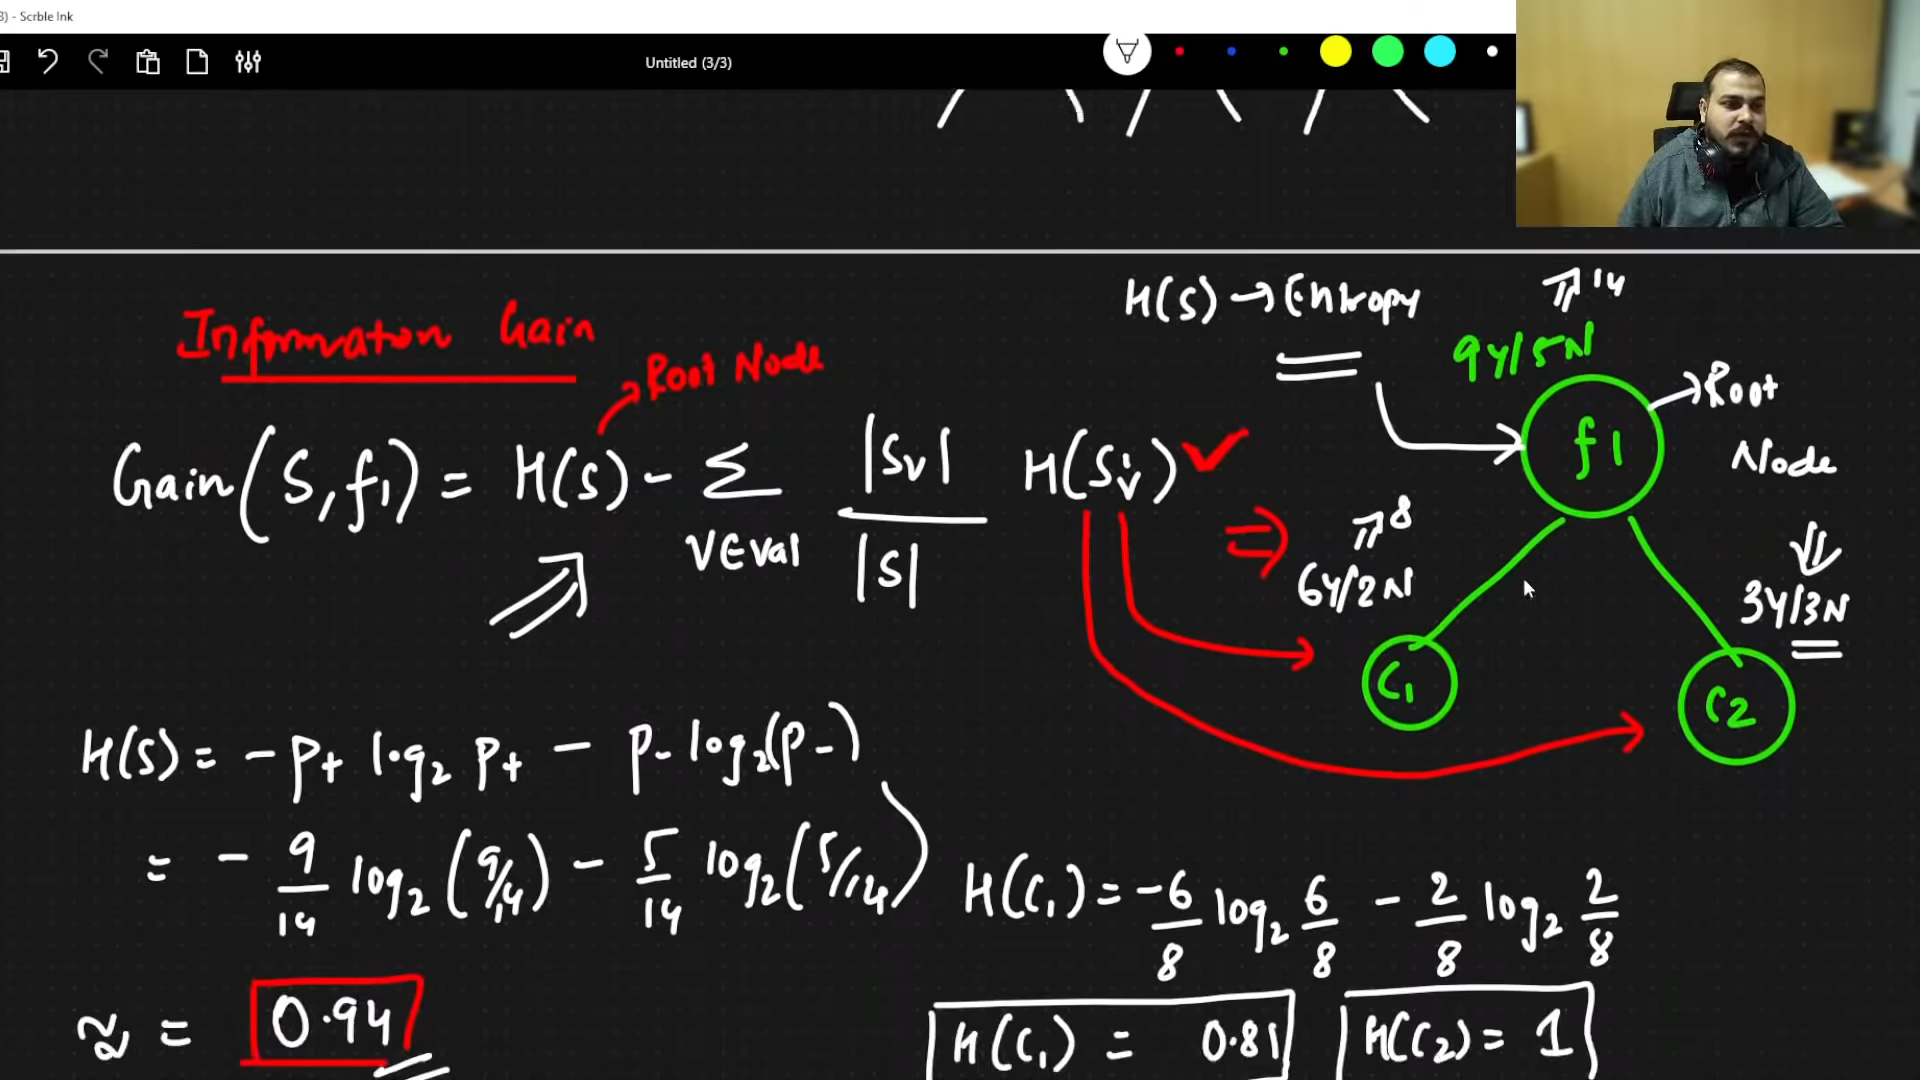 3) - Scrble Ink
Untitled (3/3)
Information Gain
Root Node
Gain(S, f1) = H(S) - Σ |Sv| / |S| H(Sv)
V∈Val
H(S) → Entropy
14
9Y/5N
f1
Root
Node
8
6Y/2N
3Y/3N
C1
C2
H(S) = -P+ log2 P+ - P- log2(P-)
= - 9/14 log2 (9/14) - 5/14 log2 (5/14)
≈ = 0.94
H(C1) = -6/8 log2 6/8 - 2/8 log2 2/8
H(C1) = 0.81
H(C2) = 1